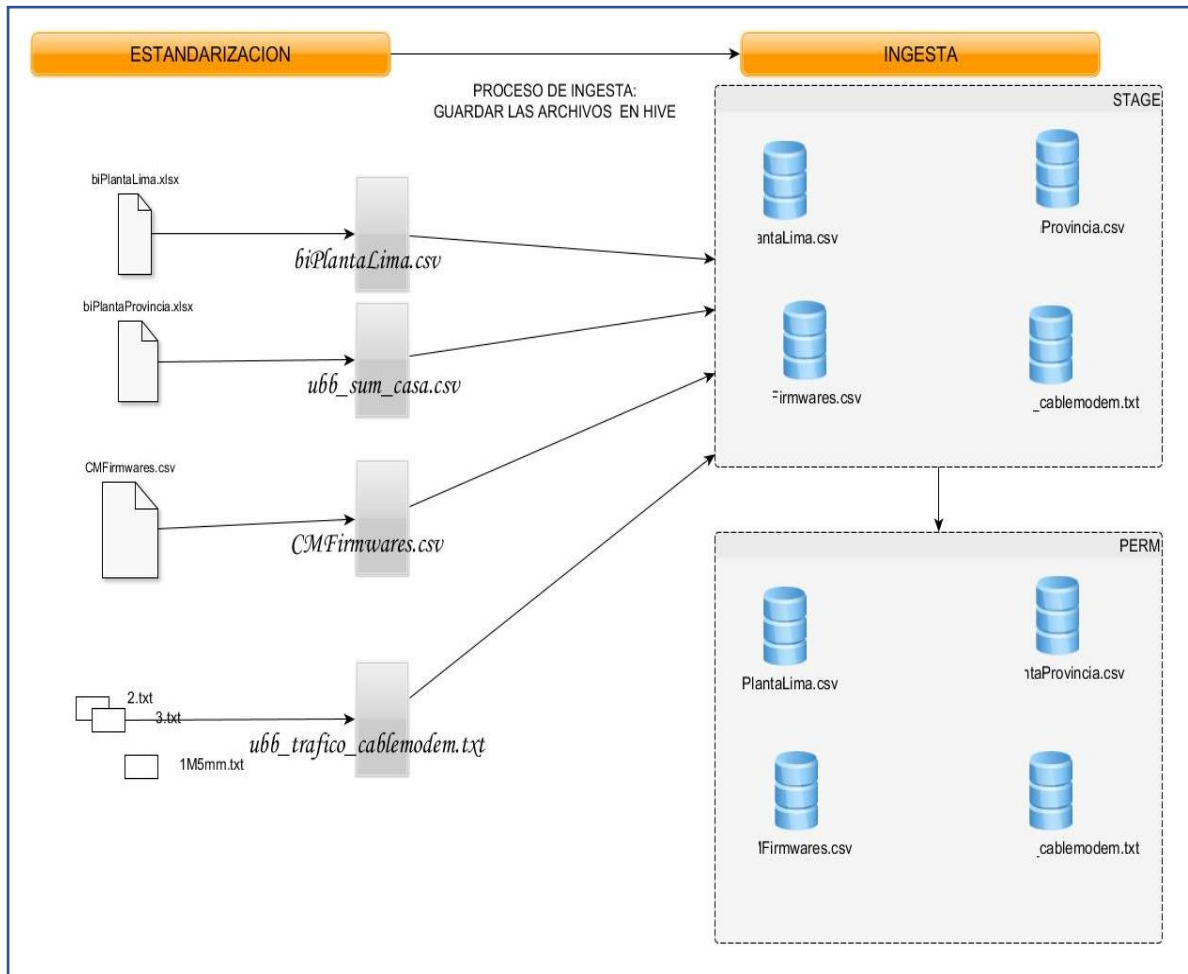 ESTANDARIZACION
INGESTA
PROCESO DE INGESTA:
GUARDAR LAS ARCHIVOS EN HIVE
STAGE
biPlantaLima.xlsx
biPlantaLima.csv
antaLima.csv
Provincia.csv
biPlantaProvincia.xlsx
ubb_sum_casa.csv
Firmwares.csv
_cablemodem.txt
CMFirmwares.csv
CMFirmwares.csv
PERM
PlantaLima.csv
ntaProvincia.csv
2.txt
3.txt
1M5mm.txt
ubb_trafico_cablemodem.txt
Firmwares.csv
_cablemodem.txt